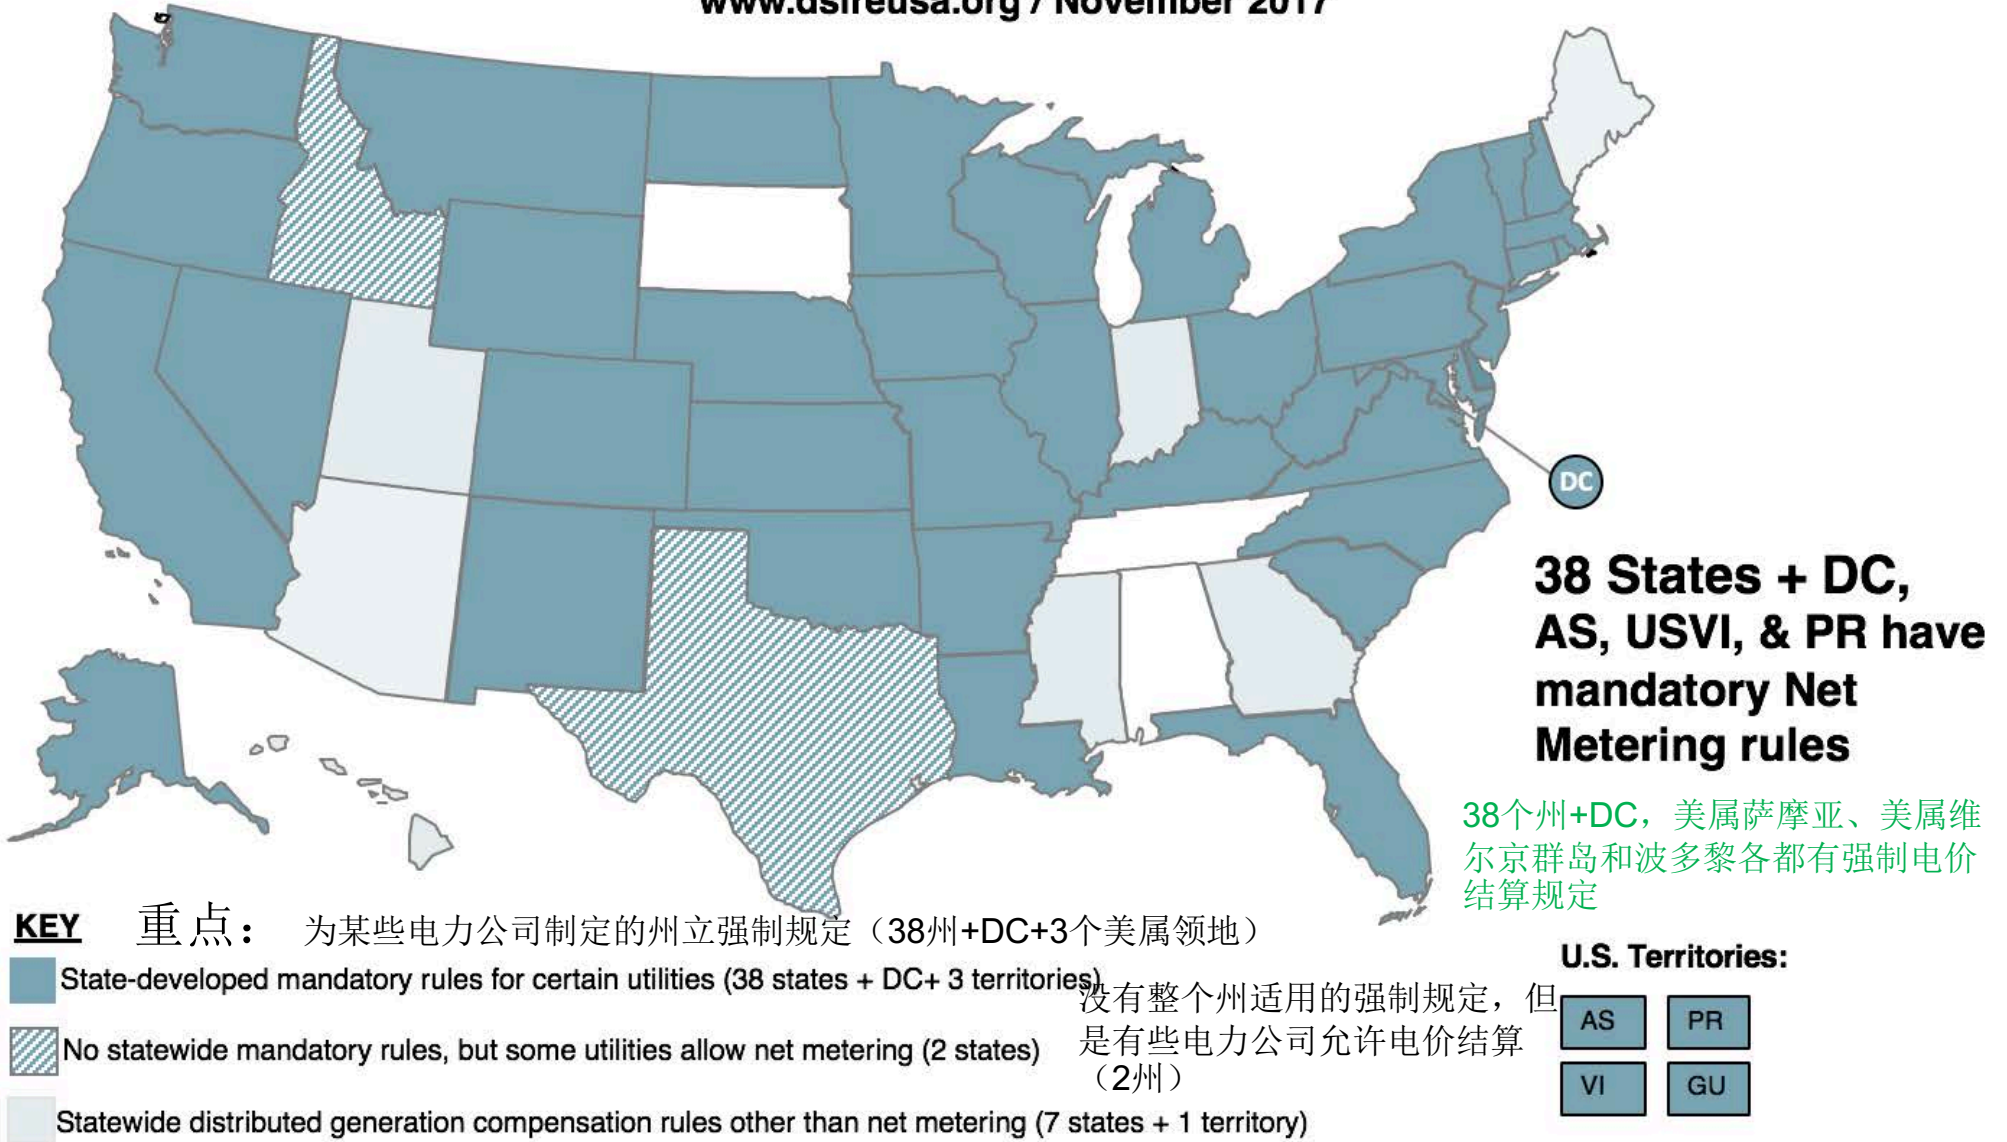 www.dsireusa.org / November 2017
DC
38 States + DC,
AS, USVI, & PR have
mandatory Net
Metering rules
38个州+DC，美属萨摩亚、美属维
尔京群岛和波多黎各都有强制电价
结算规定
KEY 重点： 为某些电力公司制定的州立强制规定（38州+DC+3个美属领地）
State-developed mandatory rules for certain utilities (38 states + DC+ 3 territories)
没有整个州适用的强制规定，但
是有些电力公司允许电价结算
（2州）
No statewide mandatory rules, but some utilities allow net metering (2 states)
Statewide distributed generation compensation rules other than net metering (7 states + 1 territory)
U.S. Territories:
AS PR
VI GU